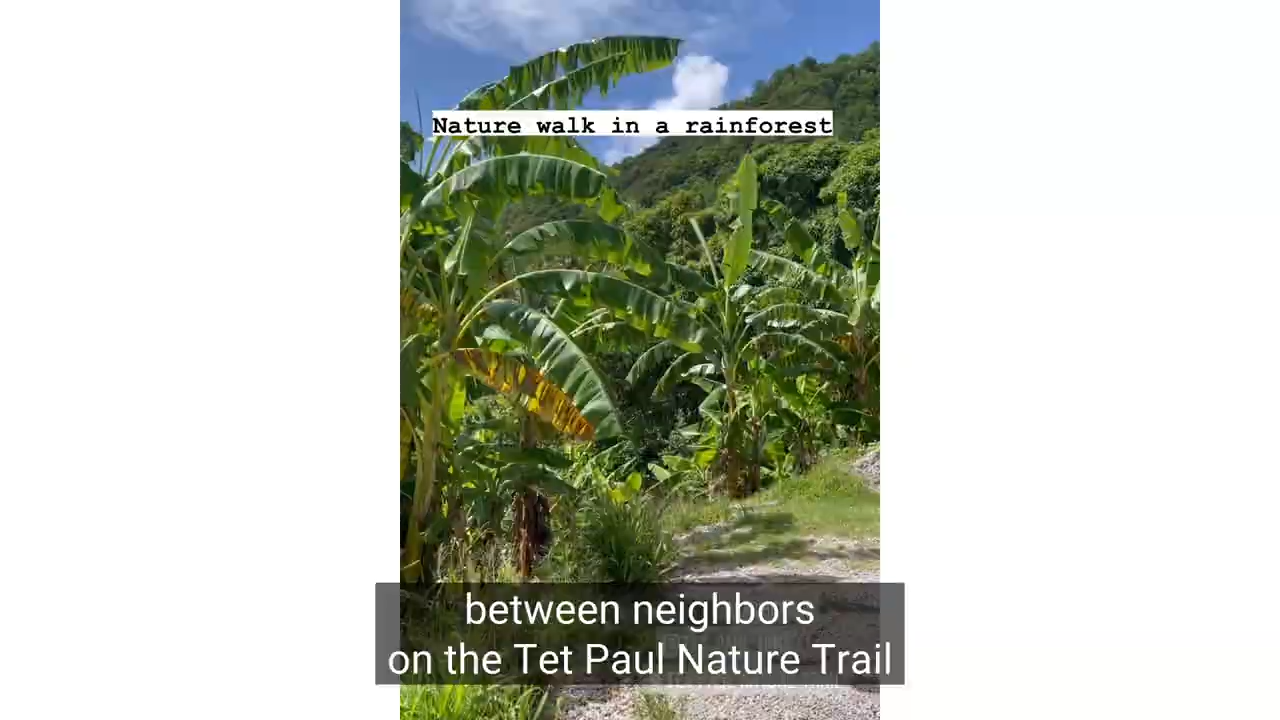 Nature walk in a rainforest
between neighbors
on the Tet Paul Nature Trail